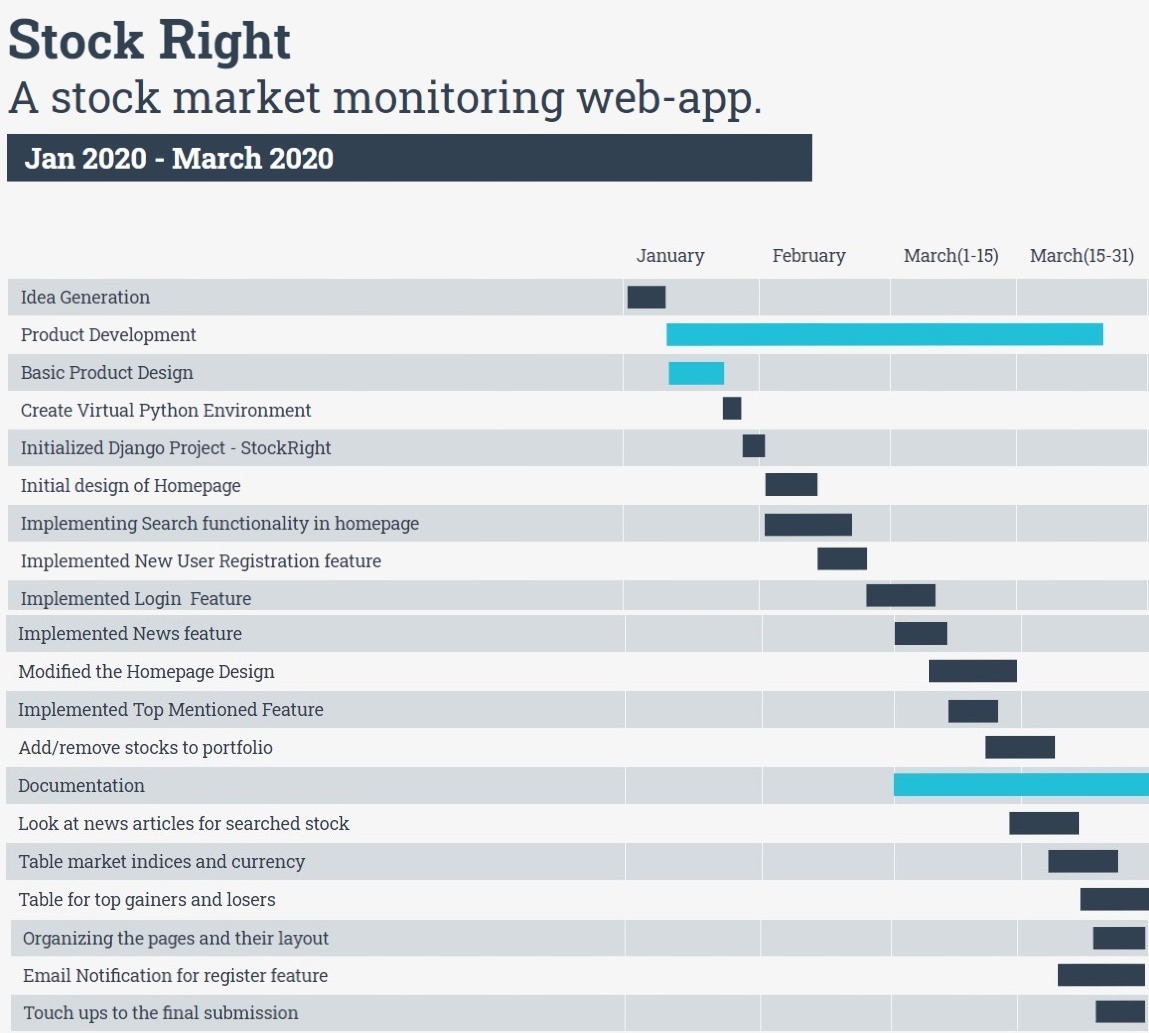 Stock Right
A stock market monitoring web-app.
Jan 2020 - March 2020
January February March(1-15) March(15-31)
Idea Generation
Product Development
Basic Product Design
Create Virtual Python Environment
Initialized Django Project - StockRight
Initial design of Homepage
Implementing Search functionality in homepage
Implemented New User Registration feature
Implemented Login Feature
Implemented News feature
Modified the Homepage Design
Implemented Top Mentioned Feature
Add/remove stocks to portfolio
Documentation
Look at news articles for searched stock
Table market indices and currency
Table for top gainers and losers
Organizing the pages and their layout
Email Notification for register feature
Touch ups to the final submission